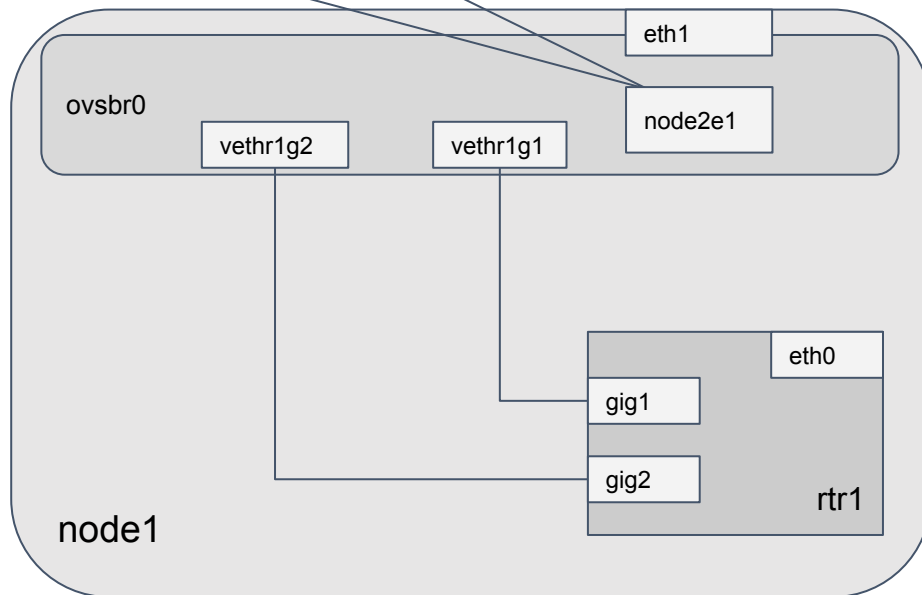 eth1
ovsbr0
node2e1
vethr1g2
vethr1g1
eth0
gig1
gig2
rtr1
node1